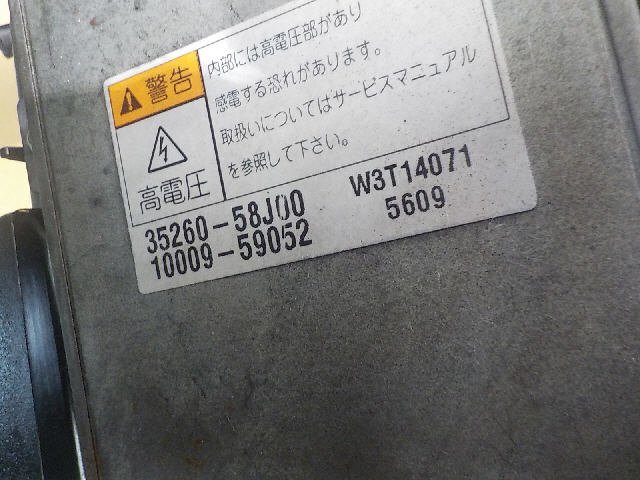 警告
高電圧
内部には高電圧部があり
感電する恐れがあります。
取扱いについてはサービスマニュアル
を参照して下さい。
35260-58J00 W3T14071
10009-59052 5609